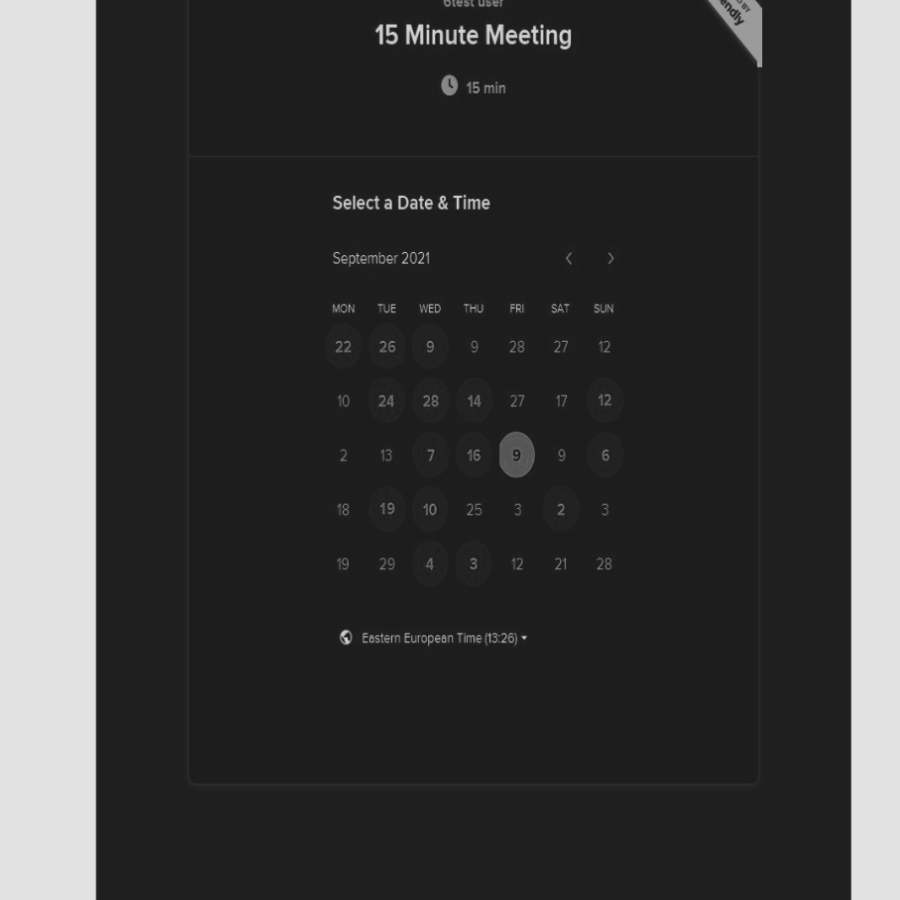 6test user
15 Minute Meeting
15 min
endly
Select a Date & Time
September 2021
MON TUE WED THU FRI SAT SUN
22 26 9 9 28 27 12
10 24 28 14 27 17 12
2 13 7 16 9 9 6
18 19 10 25 3 2 3
19 29 4 3 12 21 28
Eastern European Time (13:26)